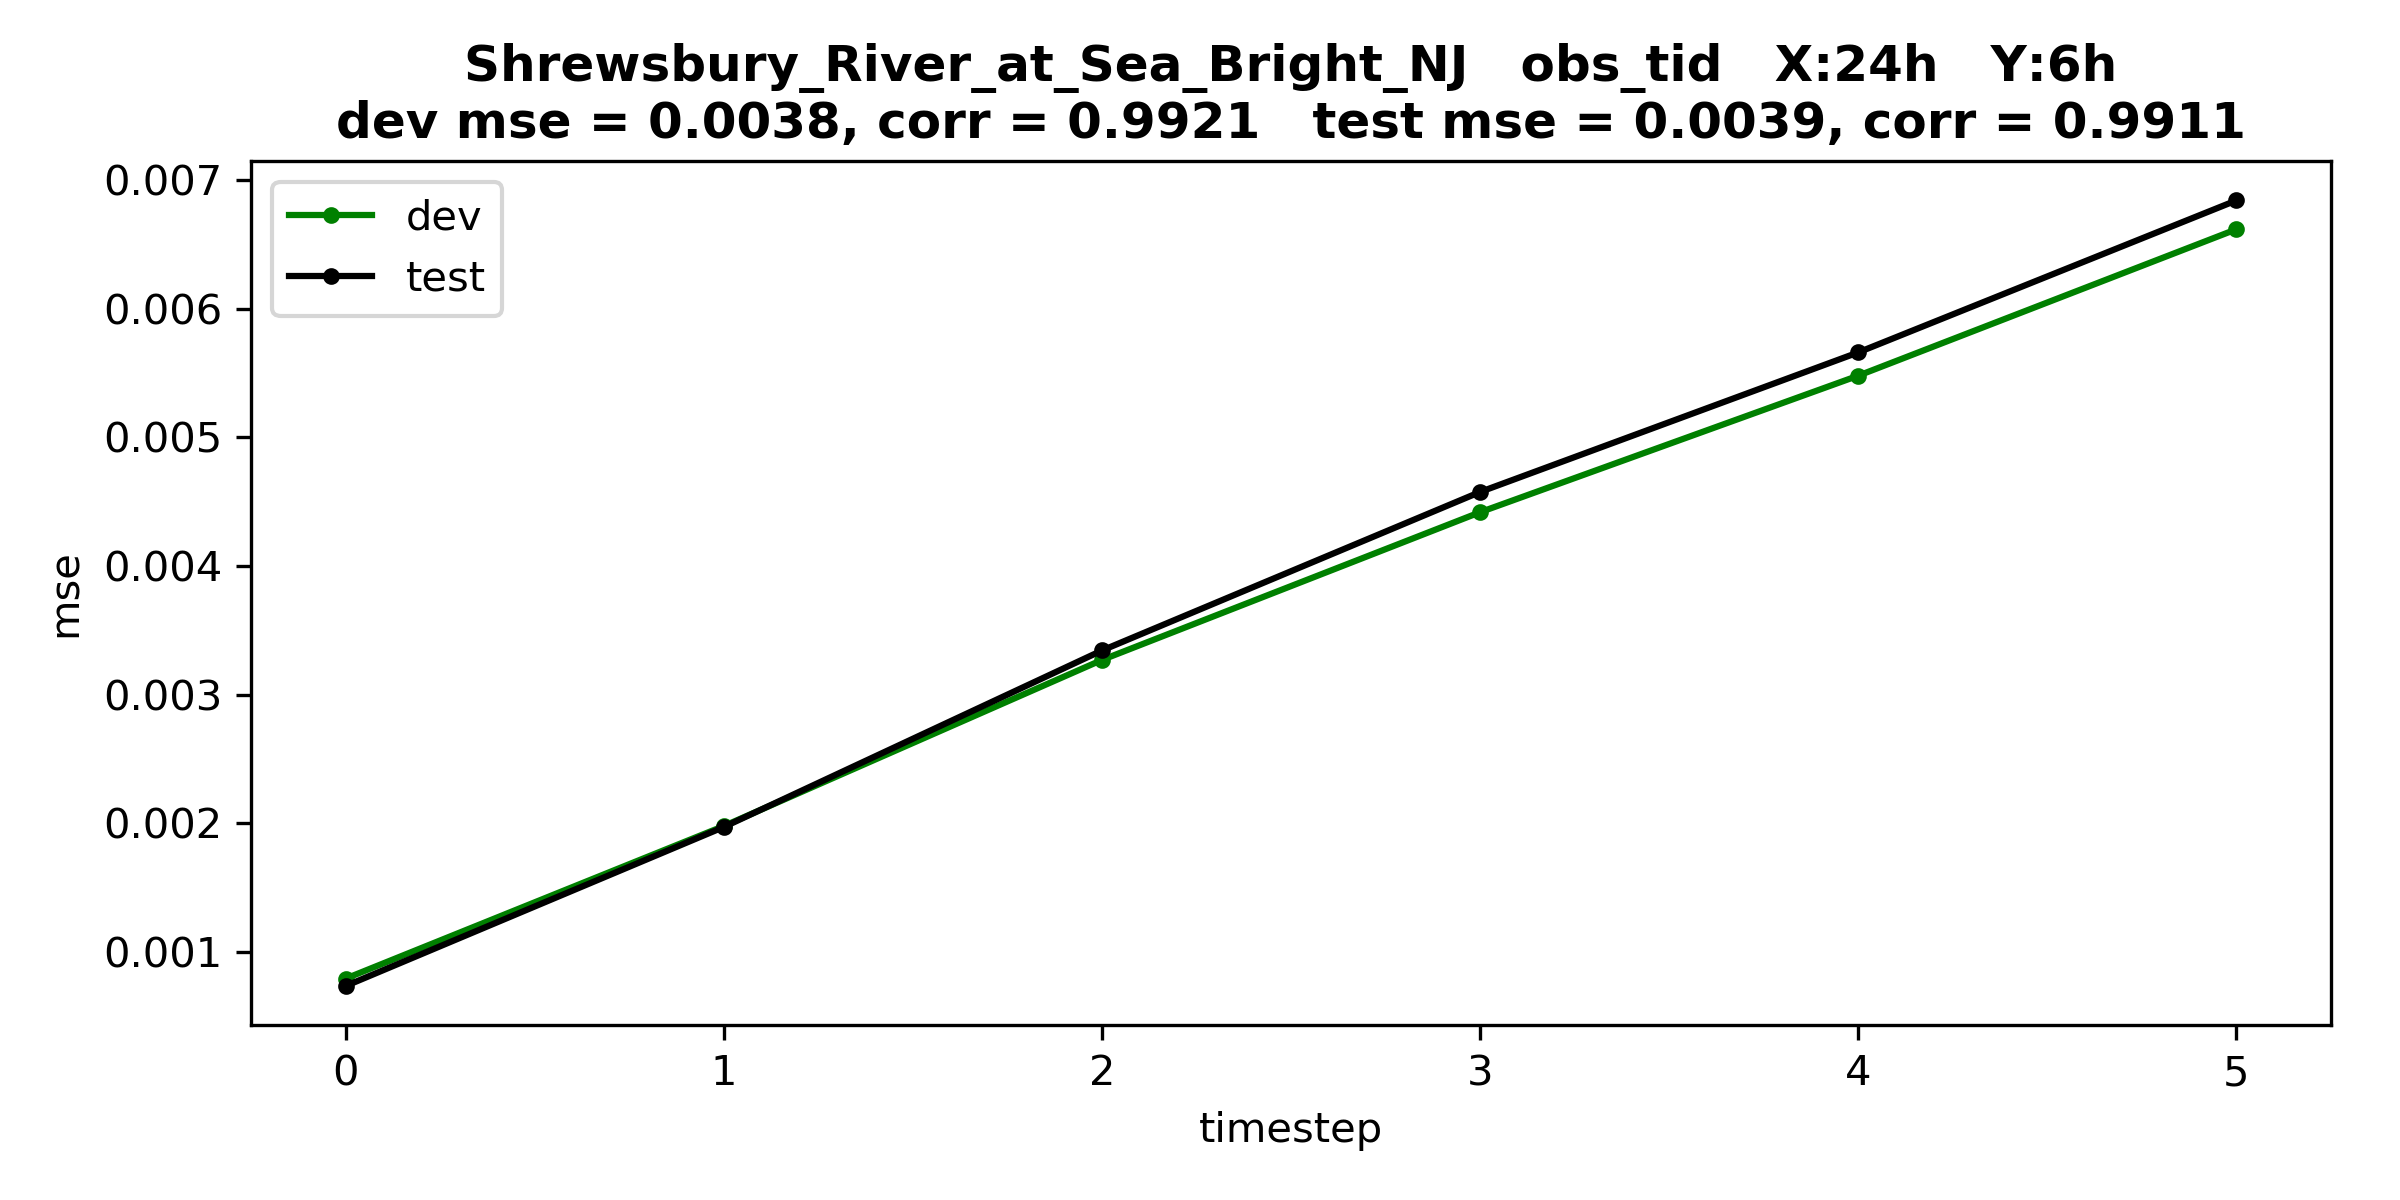 Shrewsbury_River_at_Sea_Bright_NJ   obs_tid   X:24h   Y:6h
dev mse = 0.0038, corr = 0.9921   test mse = 0.0039, corr = 0.9911
dev
test
0.007
0.006
0.005
0.004
0.003
0.002
0.001
mse
0 1 2 3 4 5
timestep